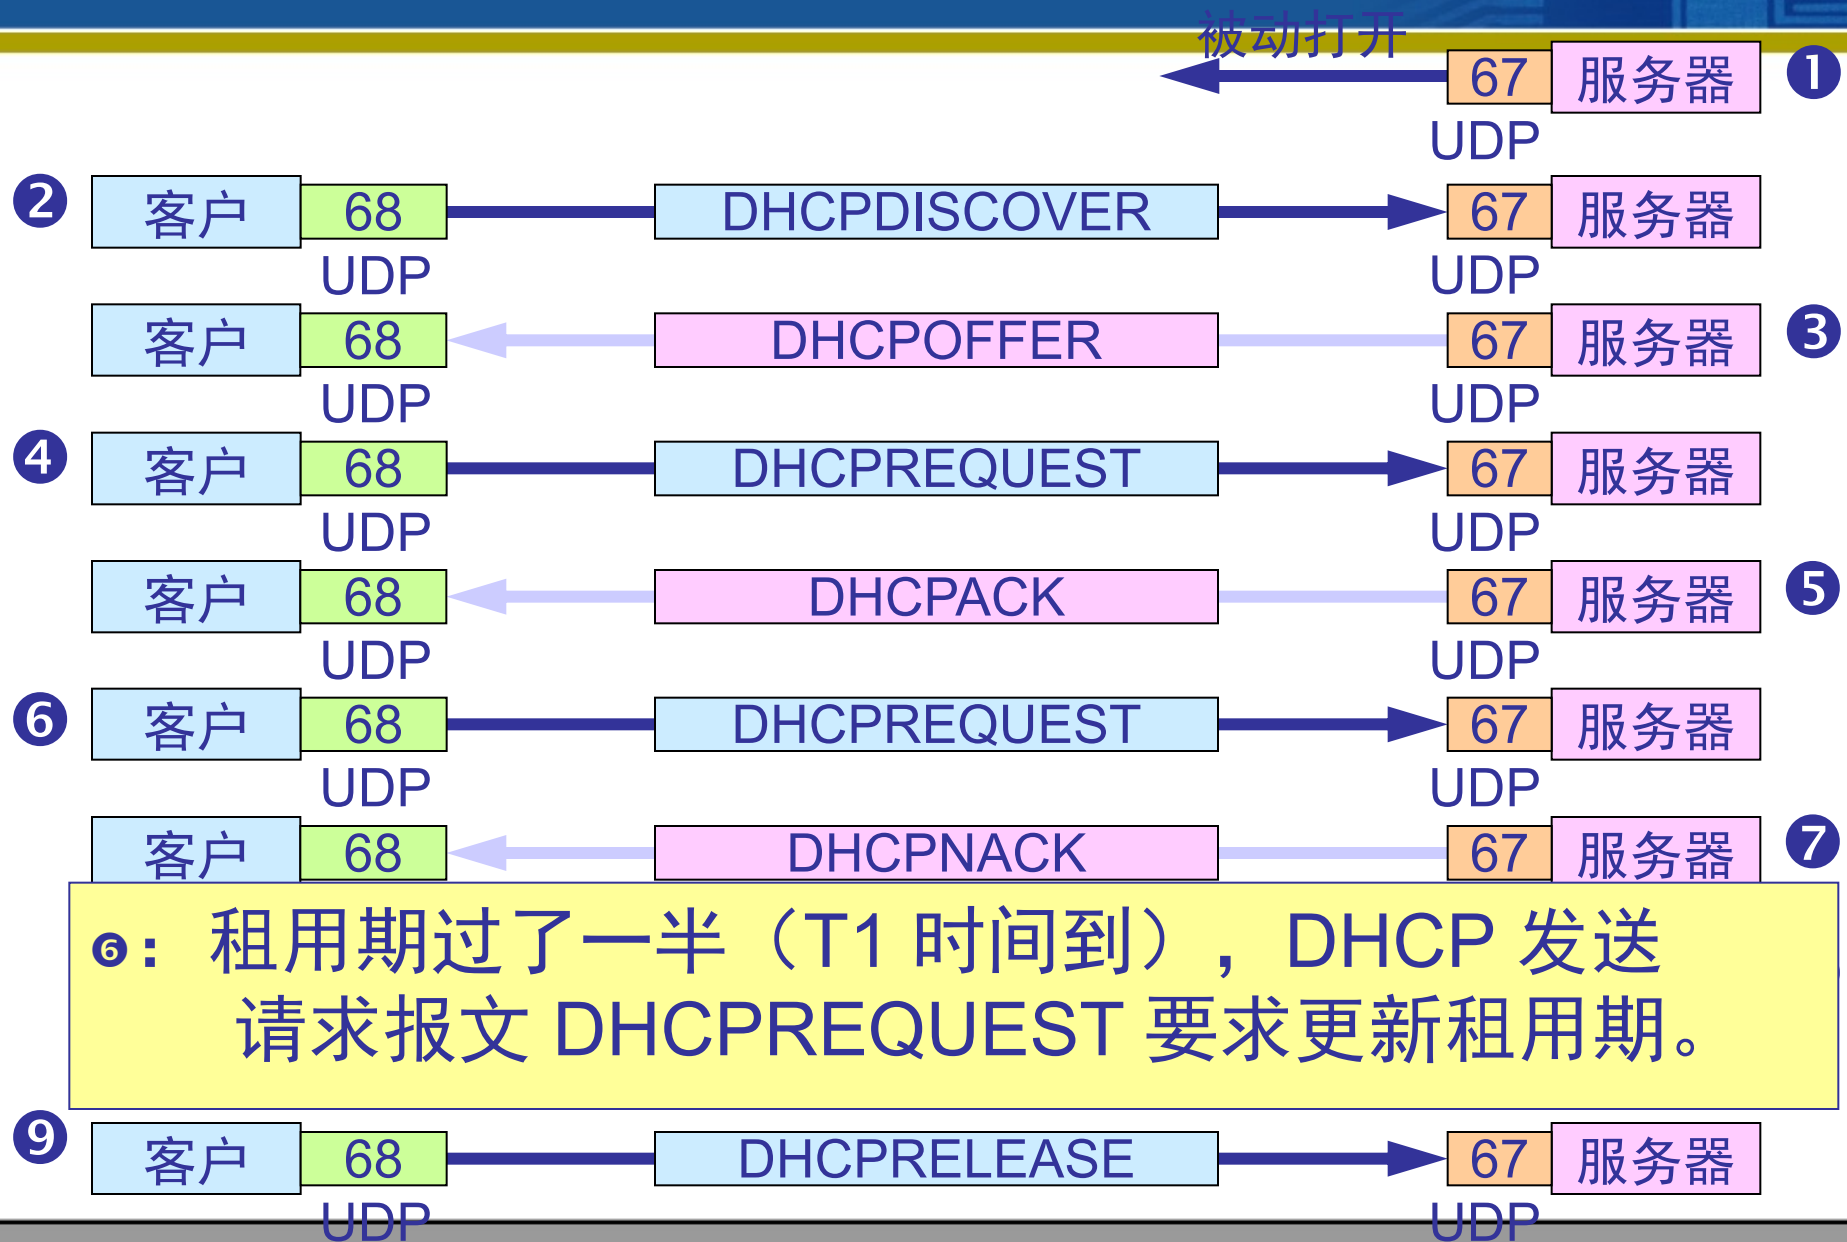 被动打开
67 服务器 ❶
UDP
❷ 客户 68 DHCPDISCOVER 67 服务器
UDP UDP
客户 68 DHCPOFFER 67 服务器 ❸
UDP UDP
❹ 客户 68 DHCPREQUEST 67 服务器
UDP UDP
客户 68 DHCPACK 67 服务器 ❺
UDP UDP
❻ 客户 68 DHCPREQUEST 67 服务器
UDP UDP
客户 68 DHCPNACK 67 服务器 ❼
❻： 租用期过了一半（T1 时间到），DHCP 发送
请求报文 DHCPREQUEST 要求更新租用期。
❾ 客户 68 DHCPRELEASE 67 服务器
UDP UDP